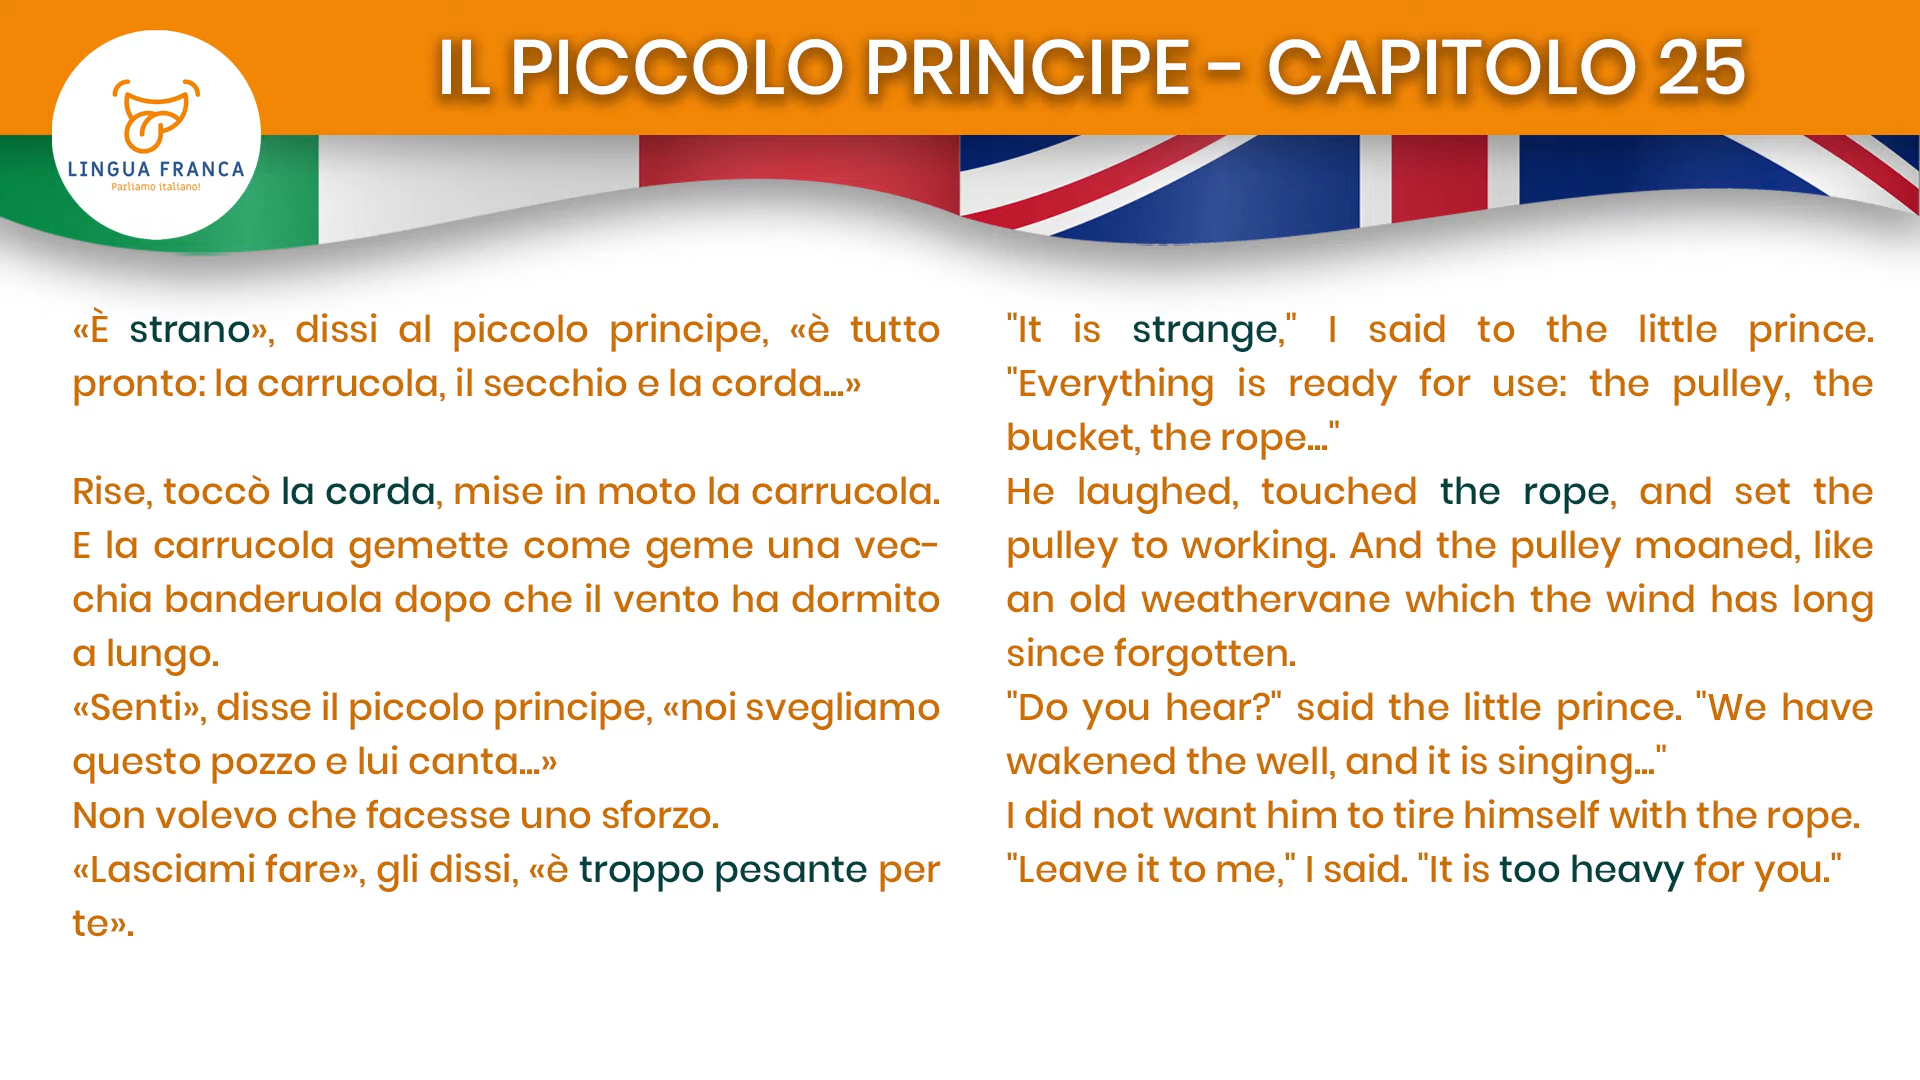 IL PICCOLO PRINCIPE - CAPITOLO 25
LINGUA FRANCA
Parliamo italiano!
«È strano», dissi al piccolo principe, «è tutto
pronto: la carrucola, il secchio e la corda...»
Rise, toccò la corda, mise in moto la carrucola.
E la carrucola gemette come geme una vec-
chia banderuola dopo che il vento ha dormito
a lungo.
«Senti», disse il piccolo principe, «noi svegliamo
questo pozzo e lui canta...»
Non volevo che facesse uno sforzo.
«Lasciami fare», gli dissi, «è troppo pesante per
te».
"It is strange," I said to the little prince.
"Everything is ready for use: the pulley, the
bucket, the rope..."
He laughed, touched the rope, and set the
pulley to working. And the pulley moaned, like
an old weathervane which the wind has long
since forgotten.
"Do you hear?" said the little prince. "We have
wakened the well, and it is singing..."
I did not want him to tire himself with the rope.
"Leave it to me," I said. "It is too heavy for you."